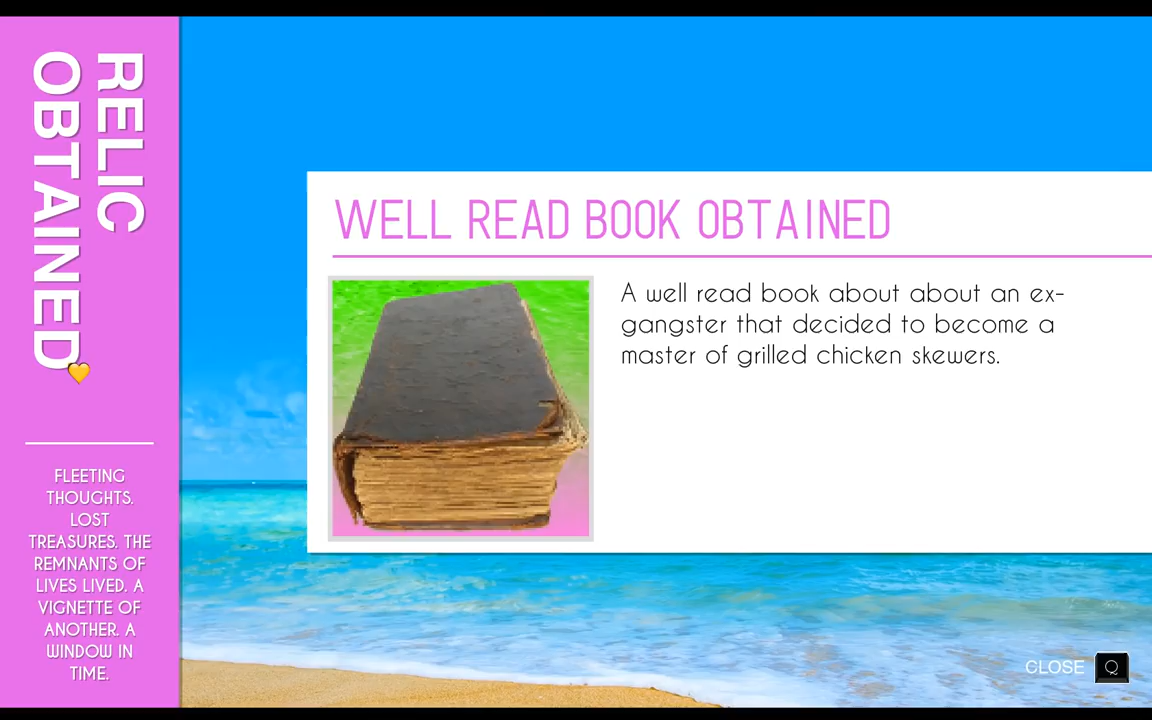 RELIC
OBTAINED
FLEETING
THOUGHTS.
LOST
TREASURES. THE
REMNANTS OF
LIVES LIVED. A
VIGNETTE OF
ANOTHER. A
WINDOW IN
TIME.
WELL READ BOOK OBTAINED
A well read book about about an ex-
gangster that decided to become a
master of grilled chicken skewers.
CLOSE Q